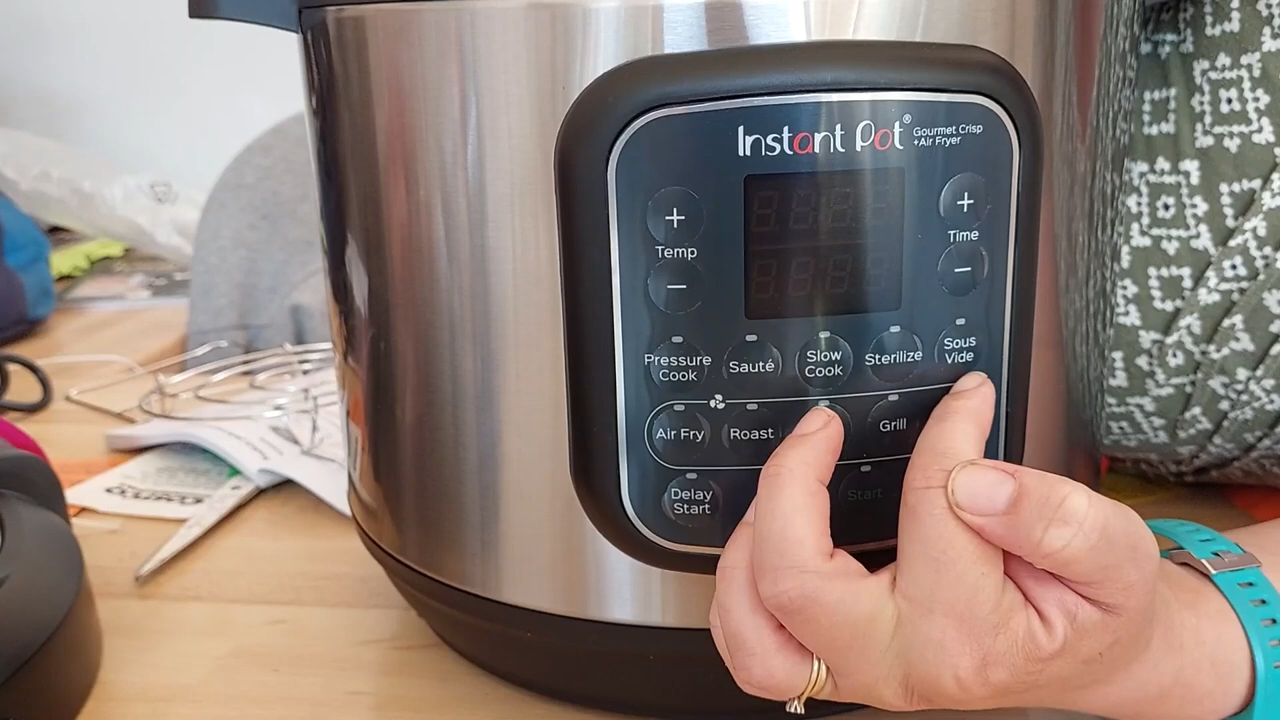 Instant Pot® Gourmet Crisp
+Air Fryer
+ +
Temp Time
− −
Pressure Cook
Sauté
Slow Cook
Sterilize
Sous Vide
Air Fry
Roast
Grill
Delay Start
Start